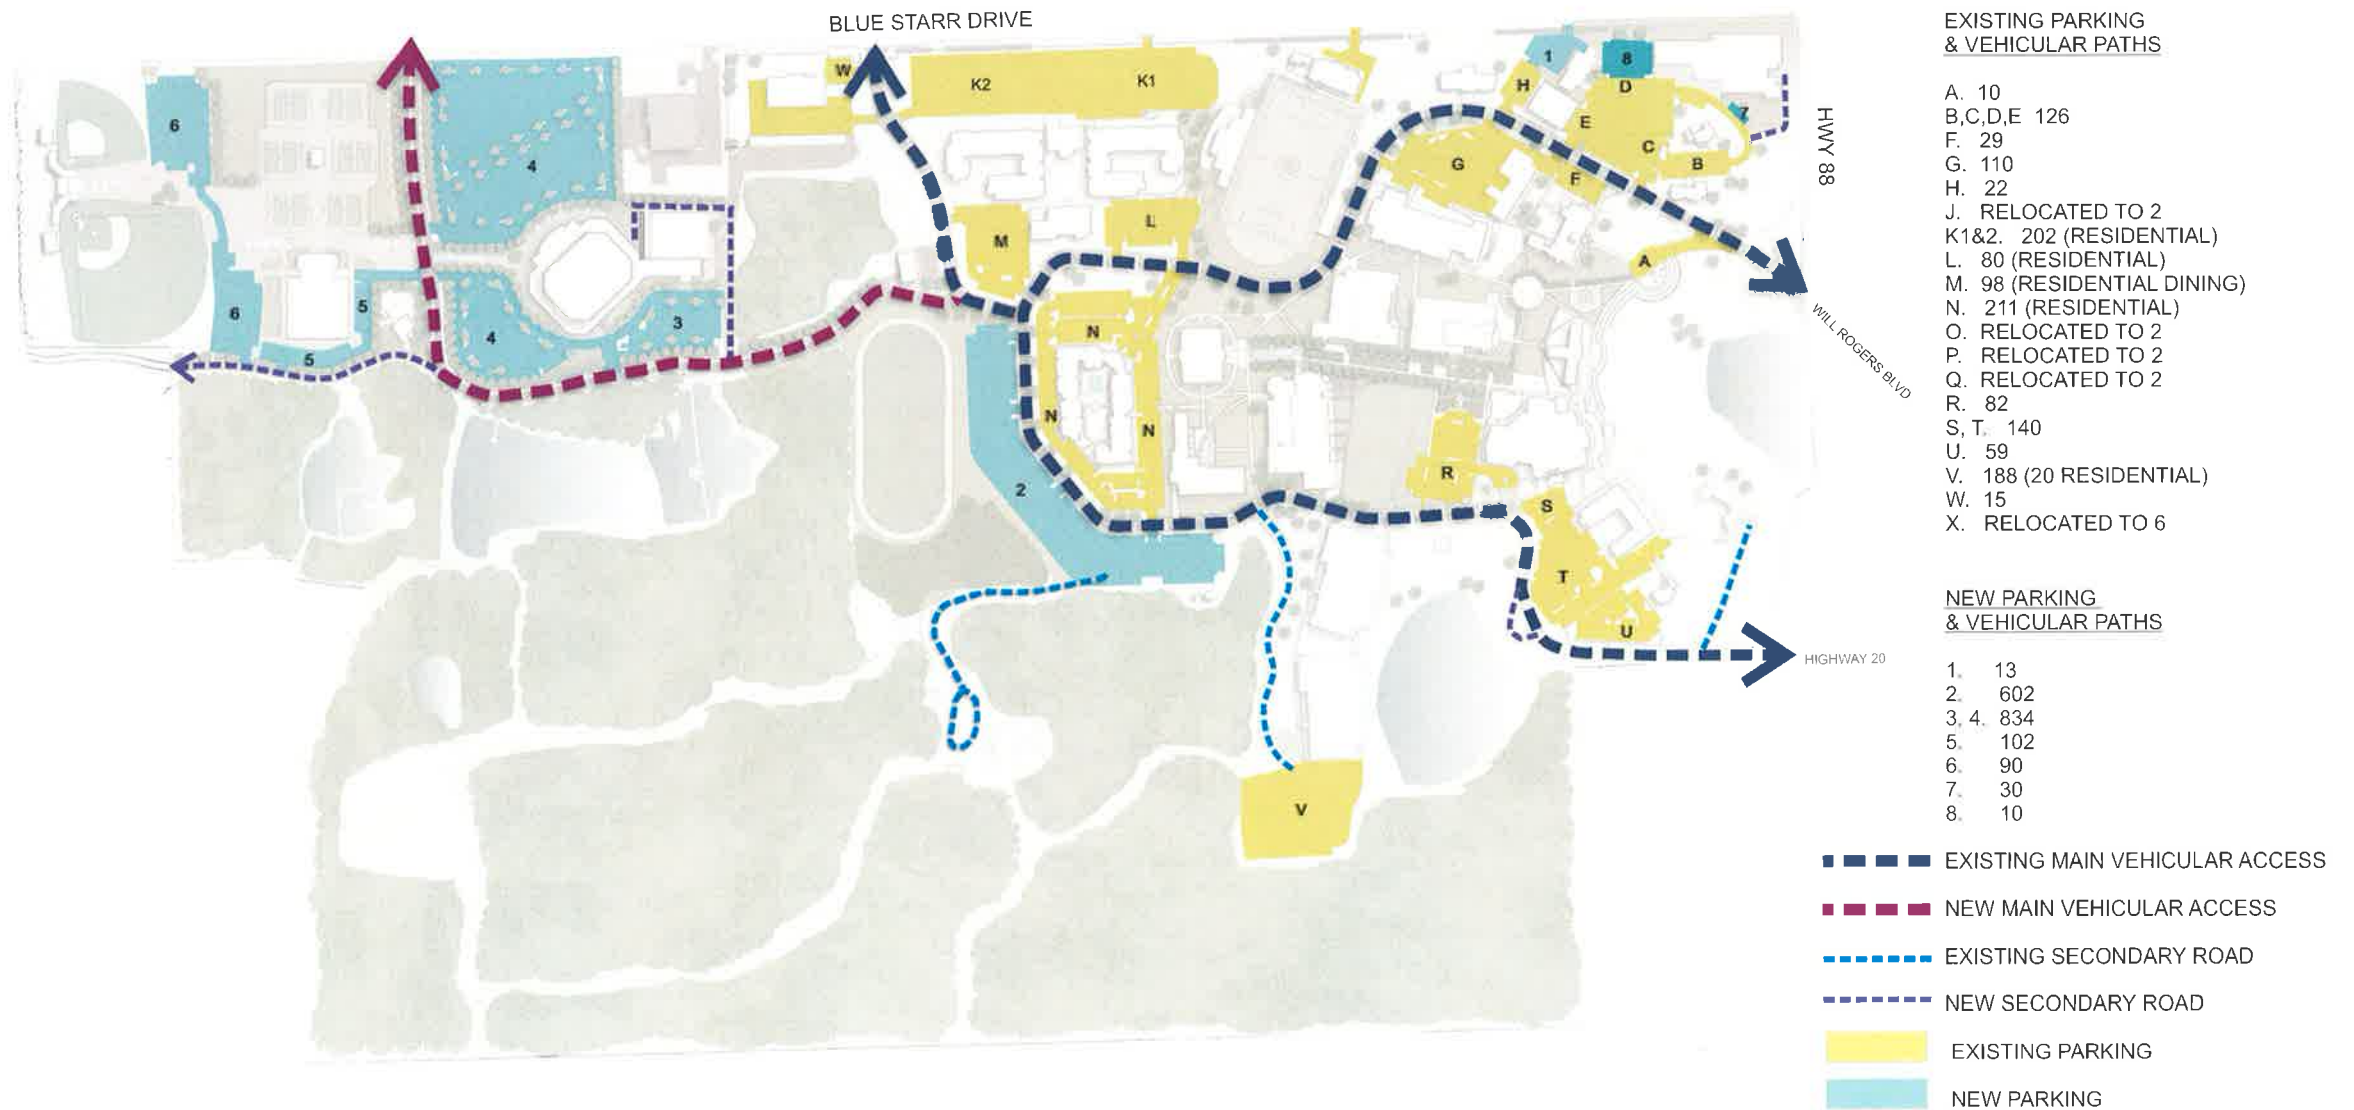 BLUE STARR DRIVE
HWY 88
WILL ROGERS BLVD
HIGHWAY 20
W
K2
K1
1
8
H
D
7
E
C
B
G
F
A
6
4
M
L
6
5
4
3
5
N
N
N
2
R
S
T
U
V
EXISTING PARKING
& VEHICULAR PATHS
A. 10
B,C,D,E 126
F. 29
G. 110
H. 22
J. RELOCATED TO 2
K1&2. 202 (RESIDENTIAL)
L. 80 (RESIDENTIAL)
M. 98 (RESIDENTIAL DINING)
N. 211 (RESIDENTIAL)
O. RELOCATED TO 2
P. RELOCATED TO 2
Q. RELOCATED TO 2
R. 82
S, T. 140
U. 59
V. 188 (20 RESIDENTIAL)
W. 15
X. RELOCATED TO 6
NEW PARKING
& VEHICULAR PATHS
1. 13
2. 602
3, 4. 834
5. 102
6. 90
7. 30
8. 10
EXISTING MAIN VEHICULAR ACCESS
NEW MAIN VEHICULAR ACCESS
EXISTING SECONDARY ROAD
NEW SECONDARY ROAD
EXISTING PARKING
NEW PARKING